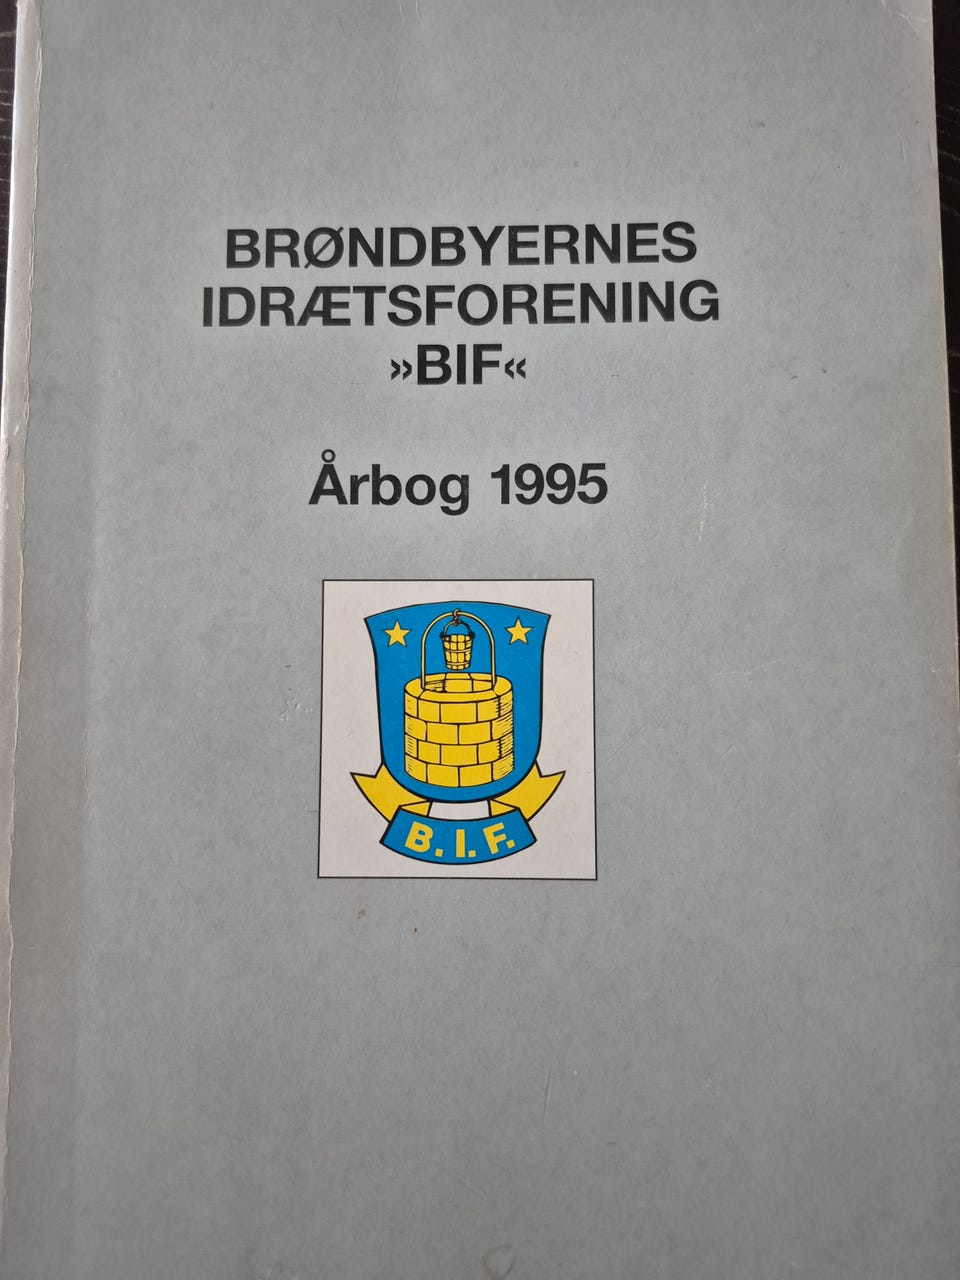 BRØNDBYERNES
IDRÆTSFORENING
»BIF«
Årbog 1995
B.I.F.